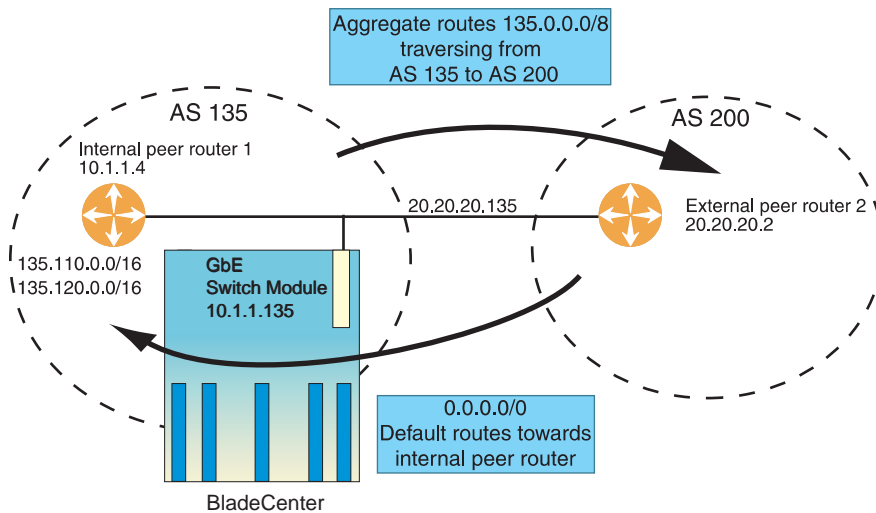 Aggregate routes 135.0.0.0/8
traversing from
AS 135 to AS 200
AS 135
AS 200
Internal peer router 1
10.1.1.4
20.20.20.135
External peer router 2
20.20.20.2
135.110.0.0/16
135.120.0.0/16
GbE
Switch Module
10.1.1.135
0.0.0.0/0
Default routes towards
internal peer router
BladeCenter